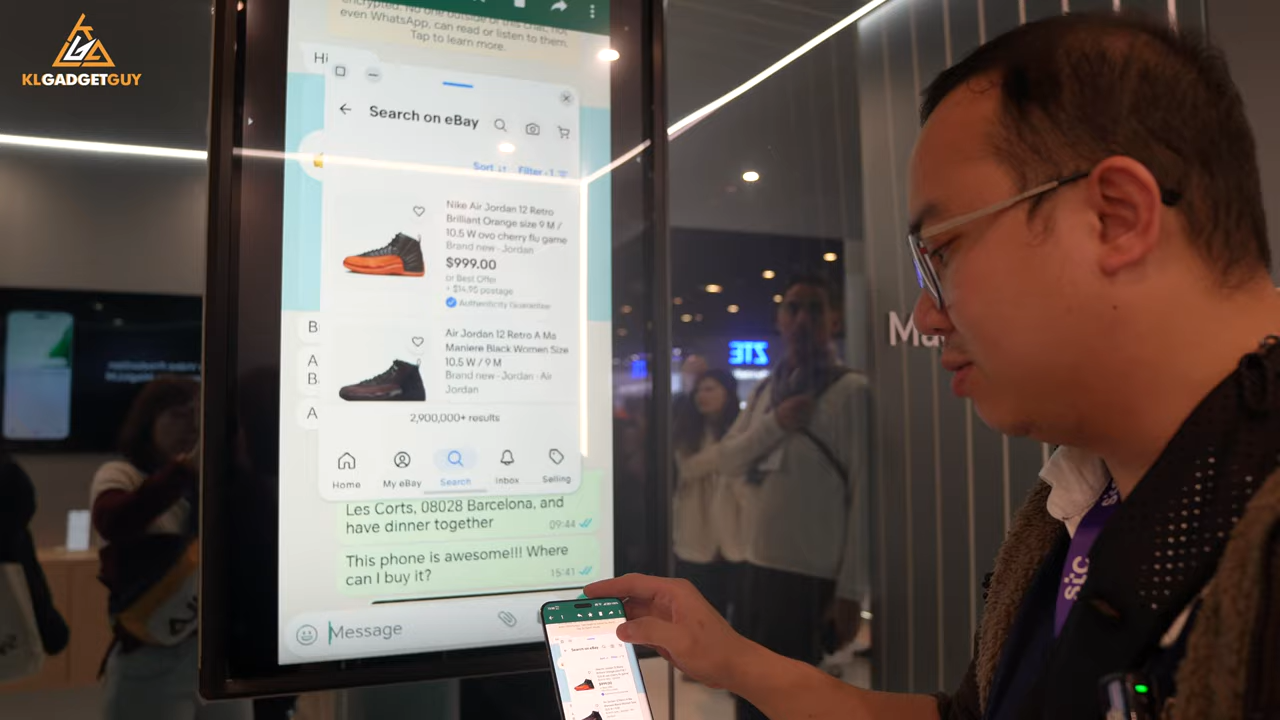 KLGADGETGUY
encrypted. No one outside of this chat, not
even WhatsApp, can read or listen to them.
Tap to learn more.
Hi
Search on eBay
Sort
Filter
Nike Air Jordan 12 Retro
Brilliant Orange size 9 M /
10.5 W ovo cherry flu game
Brand new · Jordan
$999.00
or Best Offer
+ $14.95 postage
Authenticity Guarantee
Air Jordan 12 Retro A Ma
Maniere Black Women Size
10.5 W / 9 M
Brand new · Jordan · Air
Jordan
B
A
B
A
2,900,000+ results
Home
My eBay
Search
Inbox
Selling
Les Corts, 08028 Barcelona, and
have dinner together
09:44
This phone is awesome!!! Where
can I buy it?
15:41
Message
ZTE
Ma
stc
Search on eBay